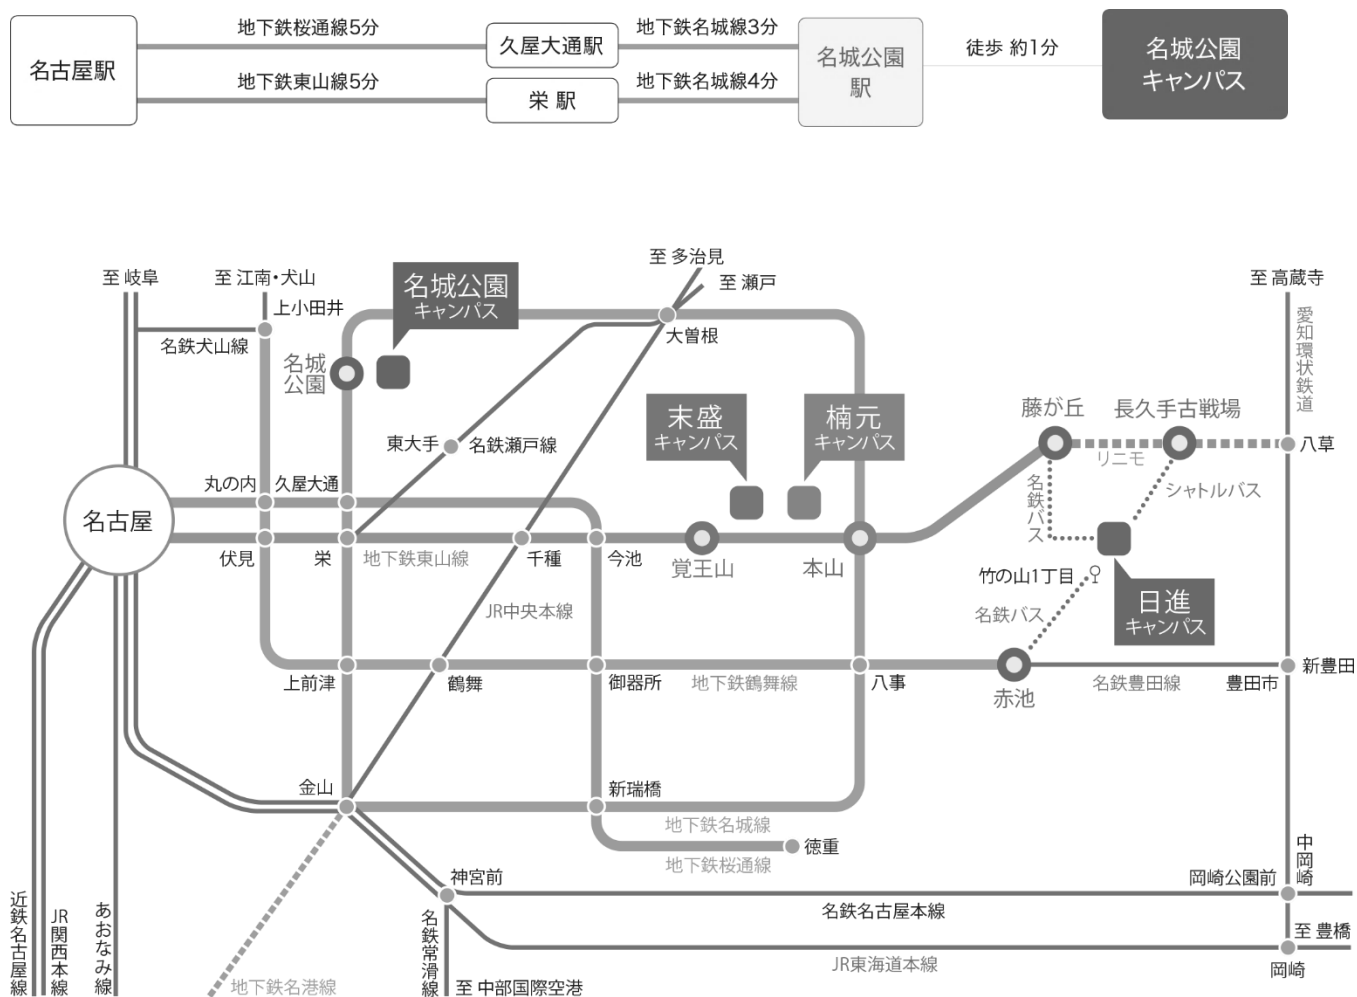 地下鉄桜通線5分
地下鉄名城線3分
名古屋駅
久屋大通駅
名城公園
駅
徒歩 約1分
名城公園
キャンパス
地下鉄東山線5分
地下鉄名城線4分
栄 駅
至 岐阜
至 江南・犬山
上小田井
名鉄犬山線
名城公園
キャンパス
名城
公園
至 多治見
至 瀬戸
大曽根
至 高蔵寺
愛知環状鉄道
東大手
名鉄瀬戸線
末盛
キャンパス
楠元
キャンパス
藤が丘
長久手古戦場
リニモ
八草
丸の内
久屋大通
名鉄バス
シャトルバス
名古屋
伏見
栄
地下鉄東山線
千種
今池
覚王山
本山
竹の山1丁目
日進
キャンパス
JR中央本線
名鉄バス
上前津
鶴舞
御器所
地下鉄鶴舞線
八事
赤池
名鉄豊田線
豊田市
新豊田
金山
新瑞橋
地下鉄名城線
徳重
地下鉄桜通線
神宮前
岡崎公園前
中岡崎
名鉄名古屋本線
近鉄名古屋線
JR関西本線
あおなみ線
名鉄常滑線
至 豊橋
JR東海道本線
岡崎
地下鉄名港線
至 中部国際空港